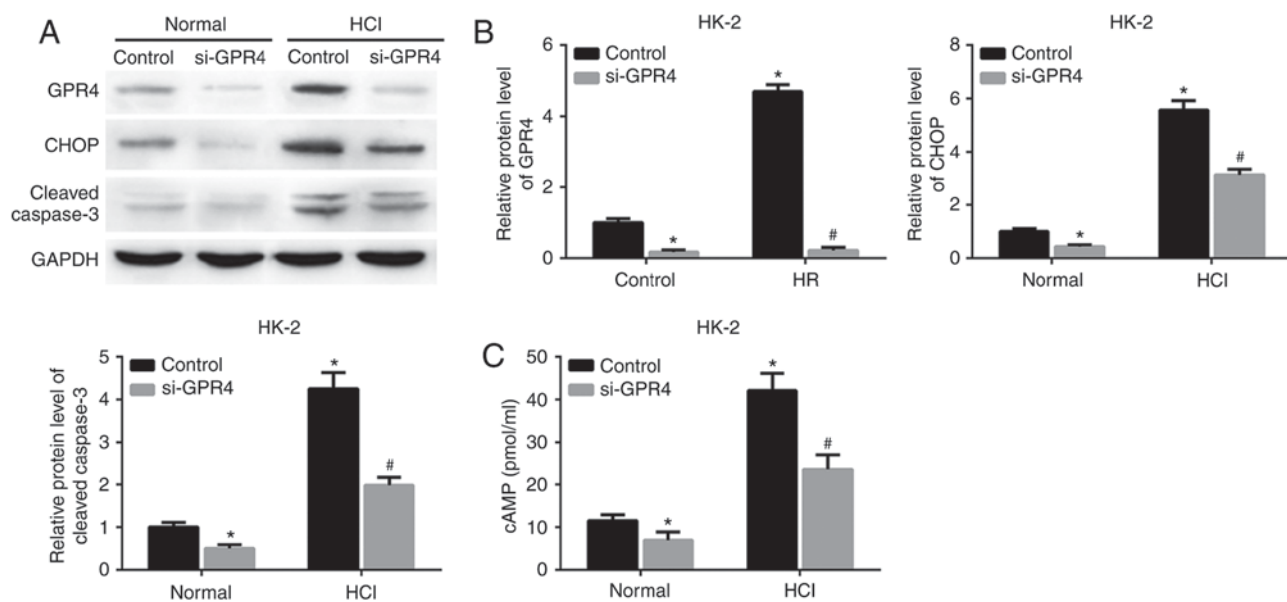 A
Normal
HCl
Control
si-GPR4
Control
si-GPR4
GPR4
CHOP
Cleaved
caspase-3
GAPDH
B
HK-2
Control
si-GPR4
Relative protein level
of GPR4
6
4
2
0
*
*
#
Control
HR
HK-2
Control
si-GPR4
Relative protein level
of CHOP
8
6
4
2
0
*
*
#
Normal
HCl
HK-2
Control
si-GPR4
Relative protein level of
cleaved caspase-3
5
4
3
2
1
0
*
*
#
Normal
HCl
C
HK-2
Control
si-GPR4
cAMP (pmol/ml)
50
40
30
20
10
0
*
*
#
Normal
HCl